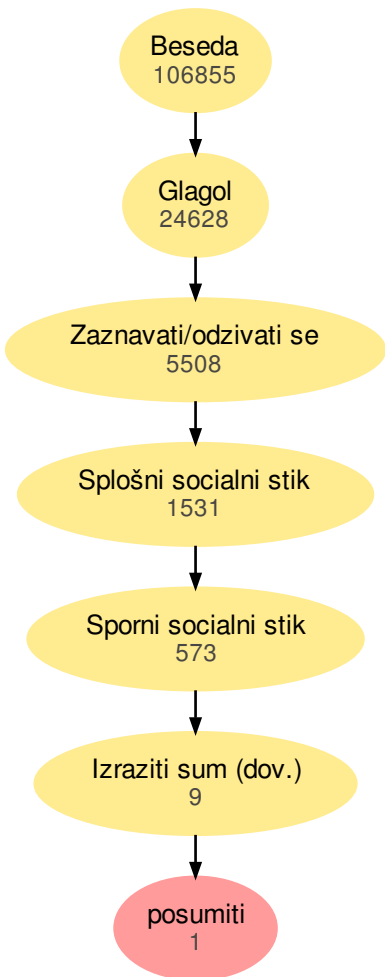 Beseda
106855
Glagol
24628
Zaznavati/odzivati se
5508
Splošni socialni stik
1531
Sporni socialni stik
573
Izraziti sum (dov.)
9
posumiti
1